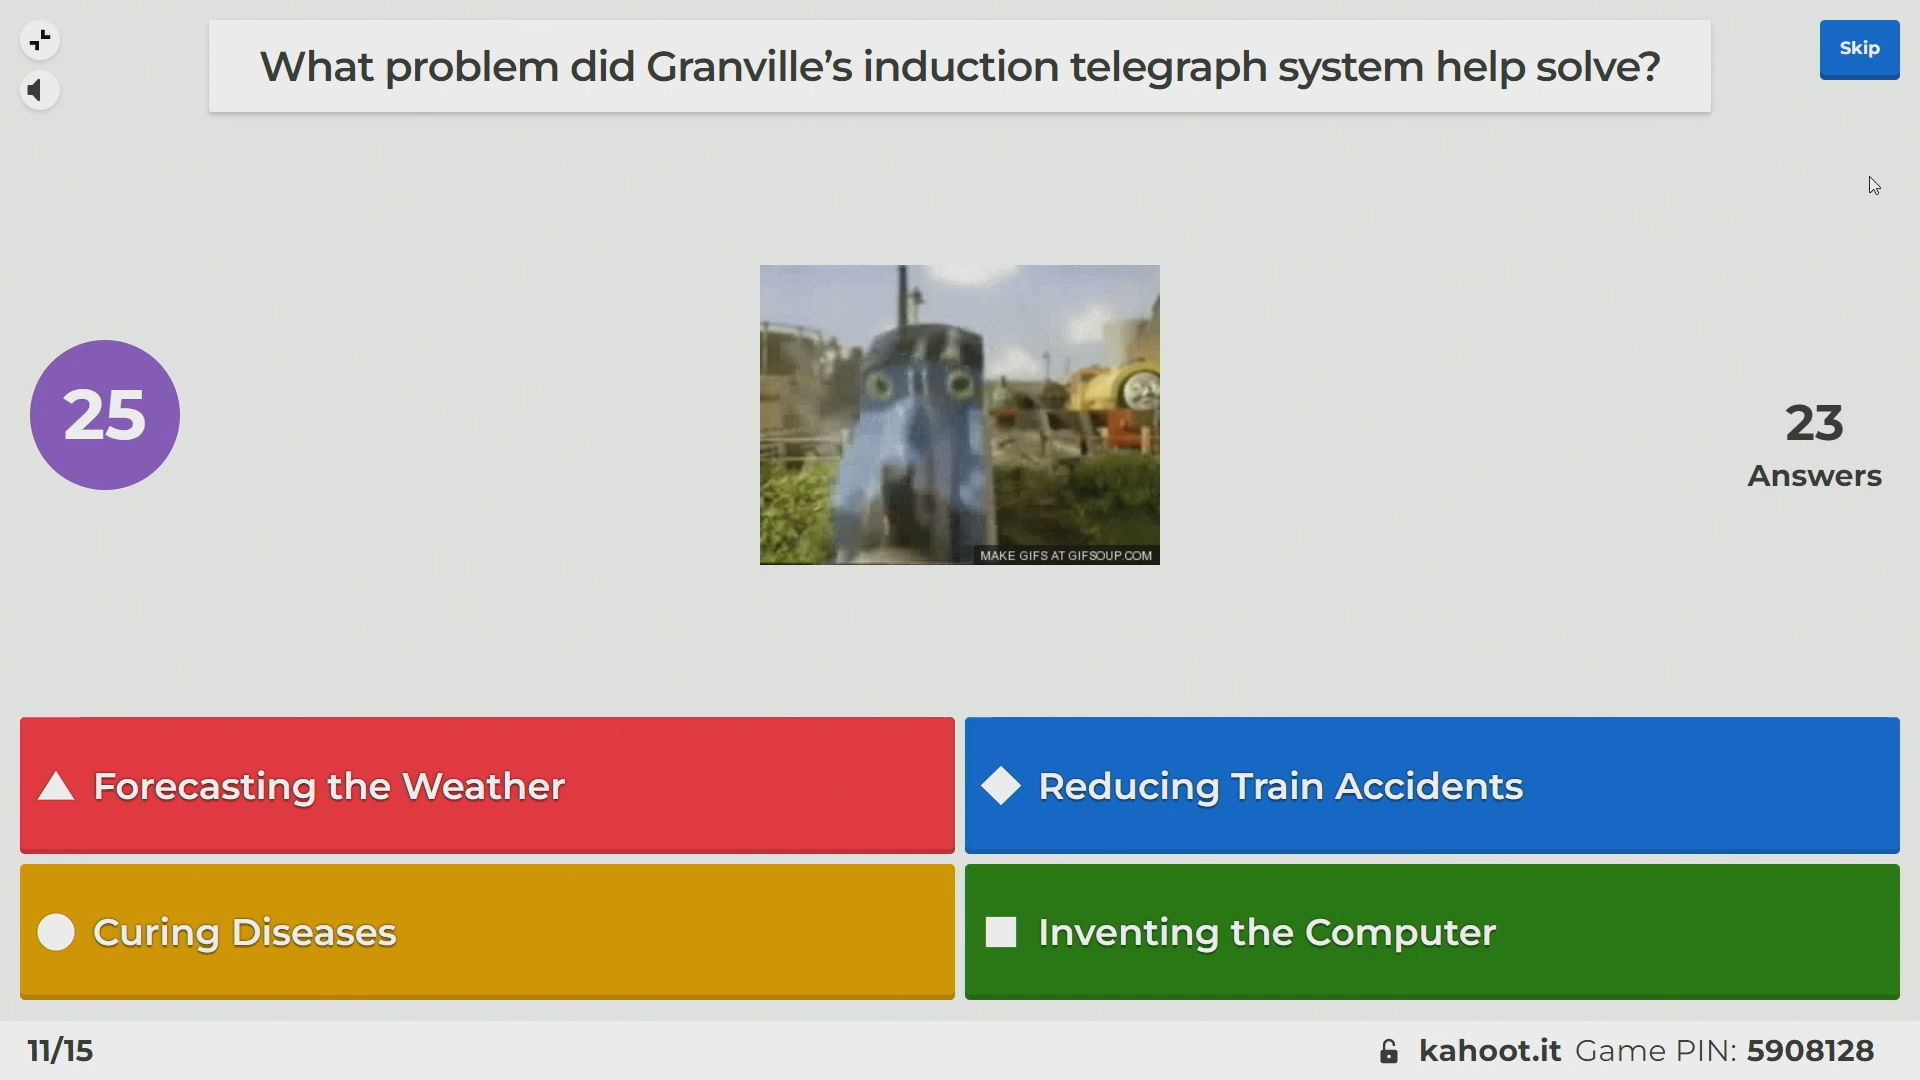 What problem did Granville’s induction telegraph system help solve?
Skip
25
23
Answers
MAKE GIFS AT GIFSOUP.COM
Forecasting the Weather
Reducing Train Accidents
Curing Diseases
Inventing the Computer
11/15
kahoot.it Game PIN: 5908128